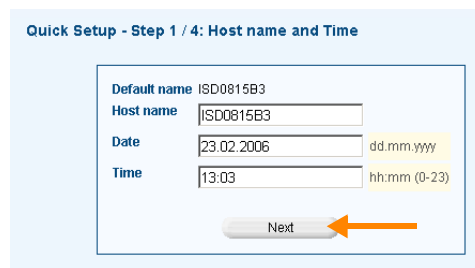 Quick Setup - Step 1 / 4: Host name and Time
Default name ISD0815B3
Host name ISD0815B3
Date 23.02.2006 dd.mm.yyyy
Time 13:03 hh:mm (0-23)
Next